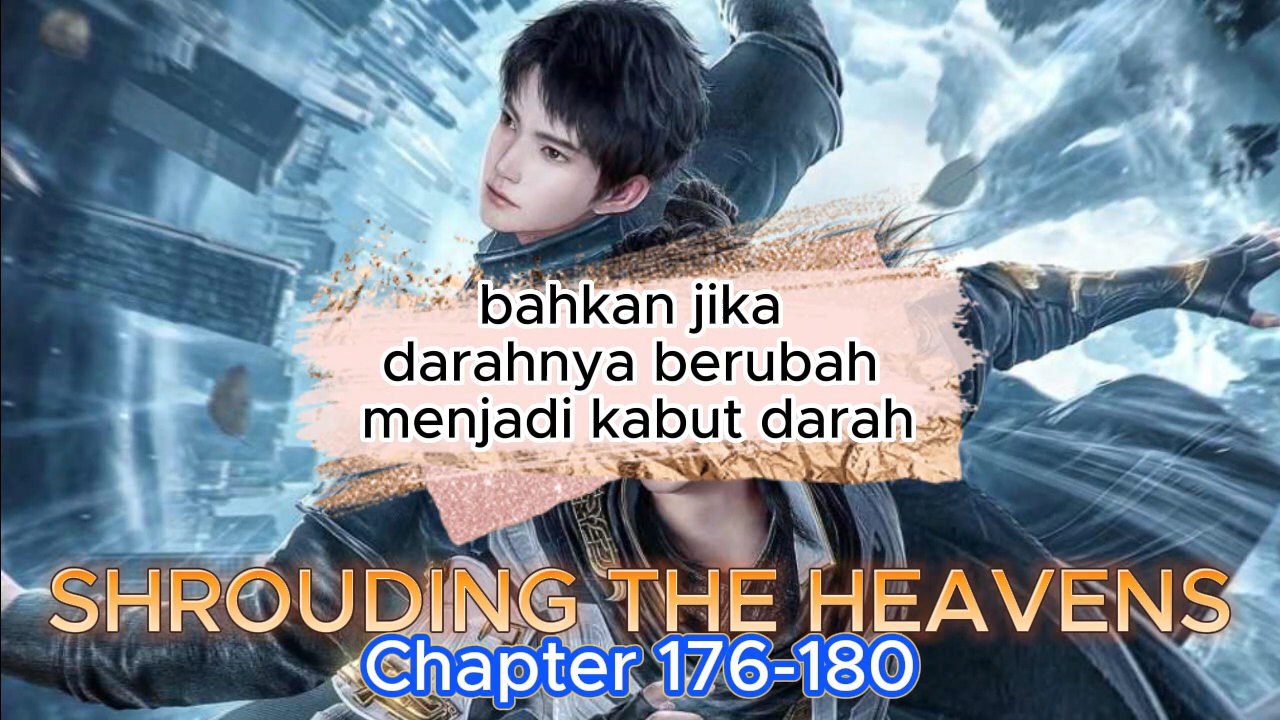 bahkan jika
darahnya berubah
menjadi kabut darah
SHROUDING THE HEAVENS
Chapter 176-180